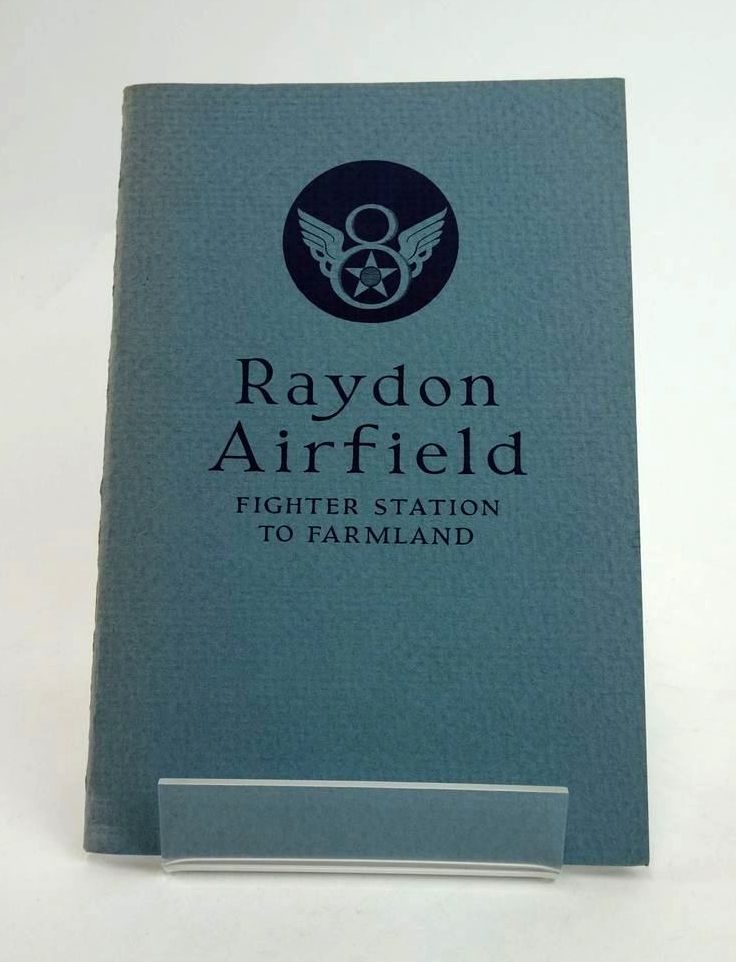 8
Raydon
Airfield
FIGHTER STATION
TO FARMLAND